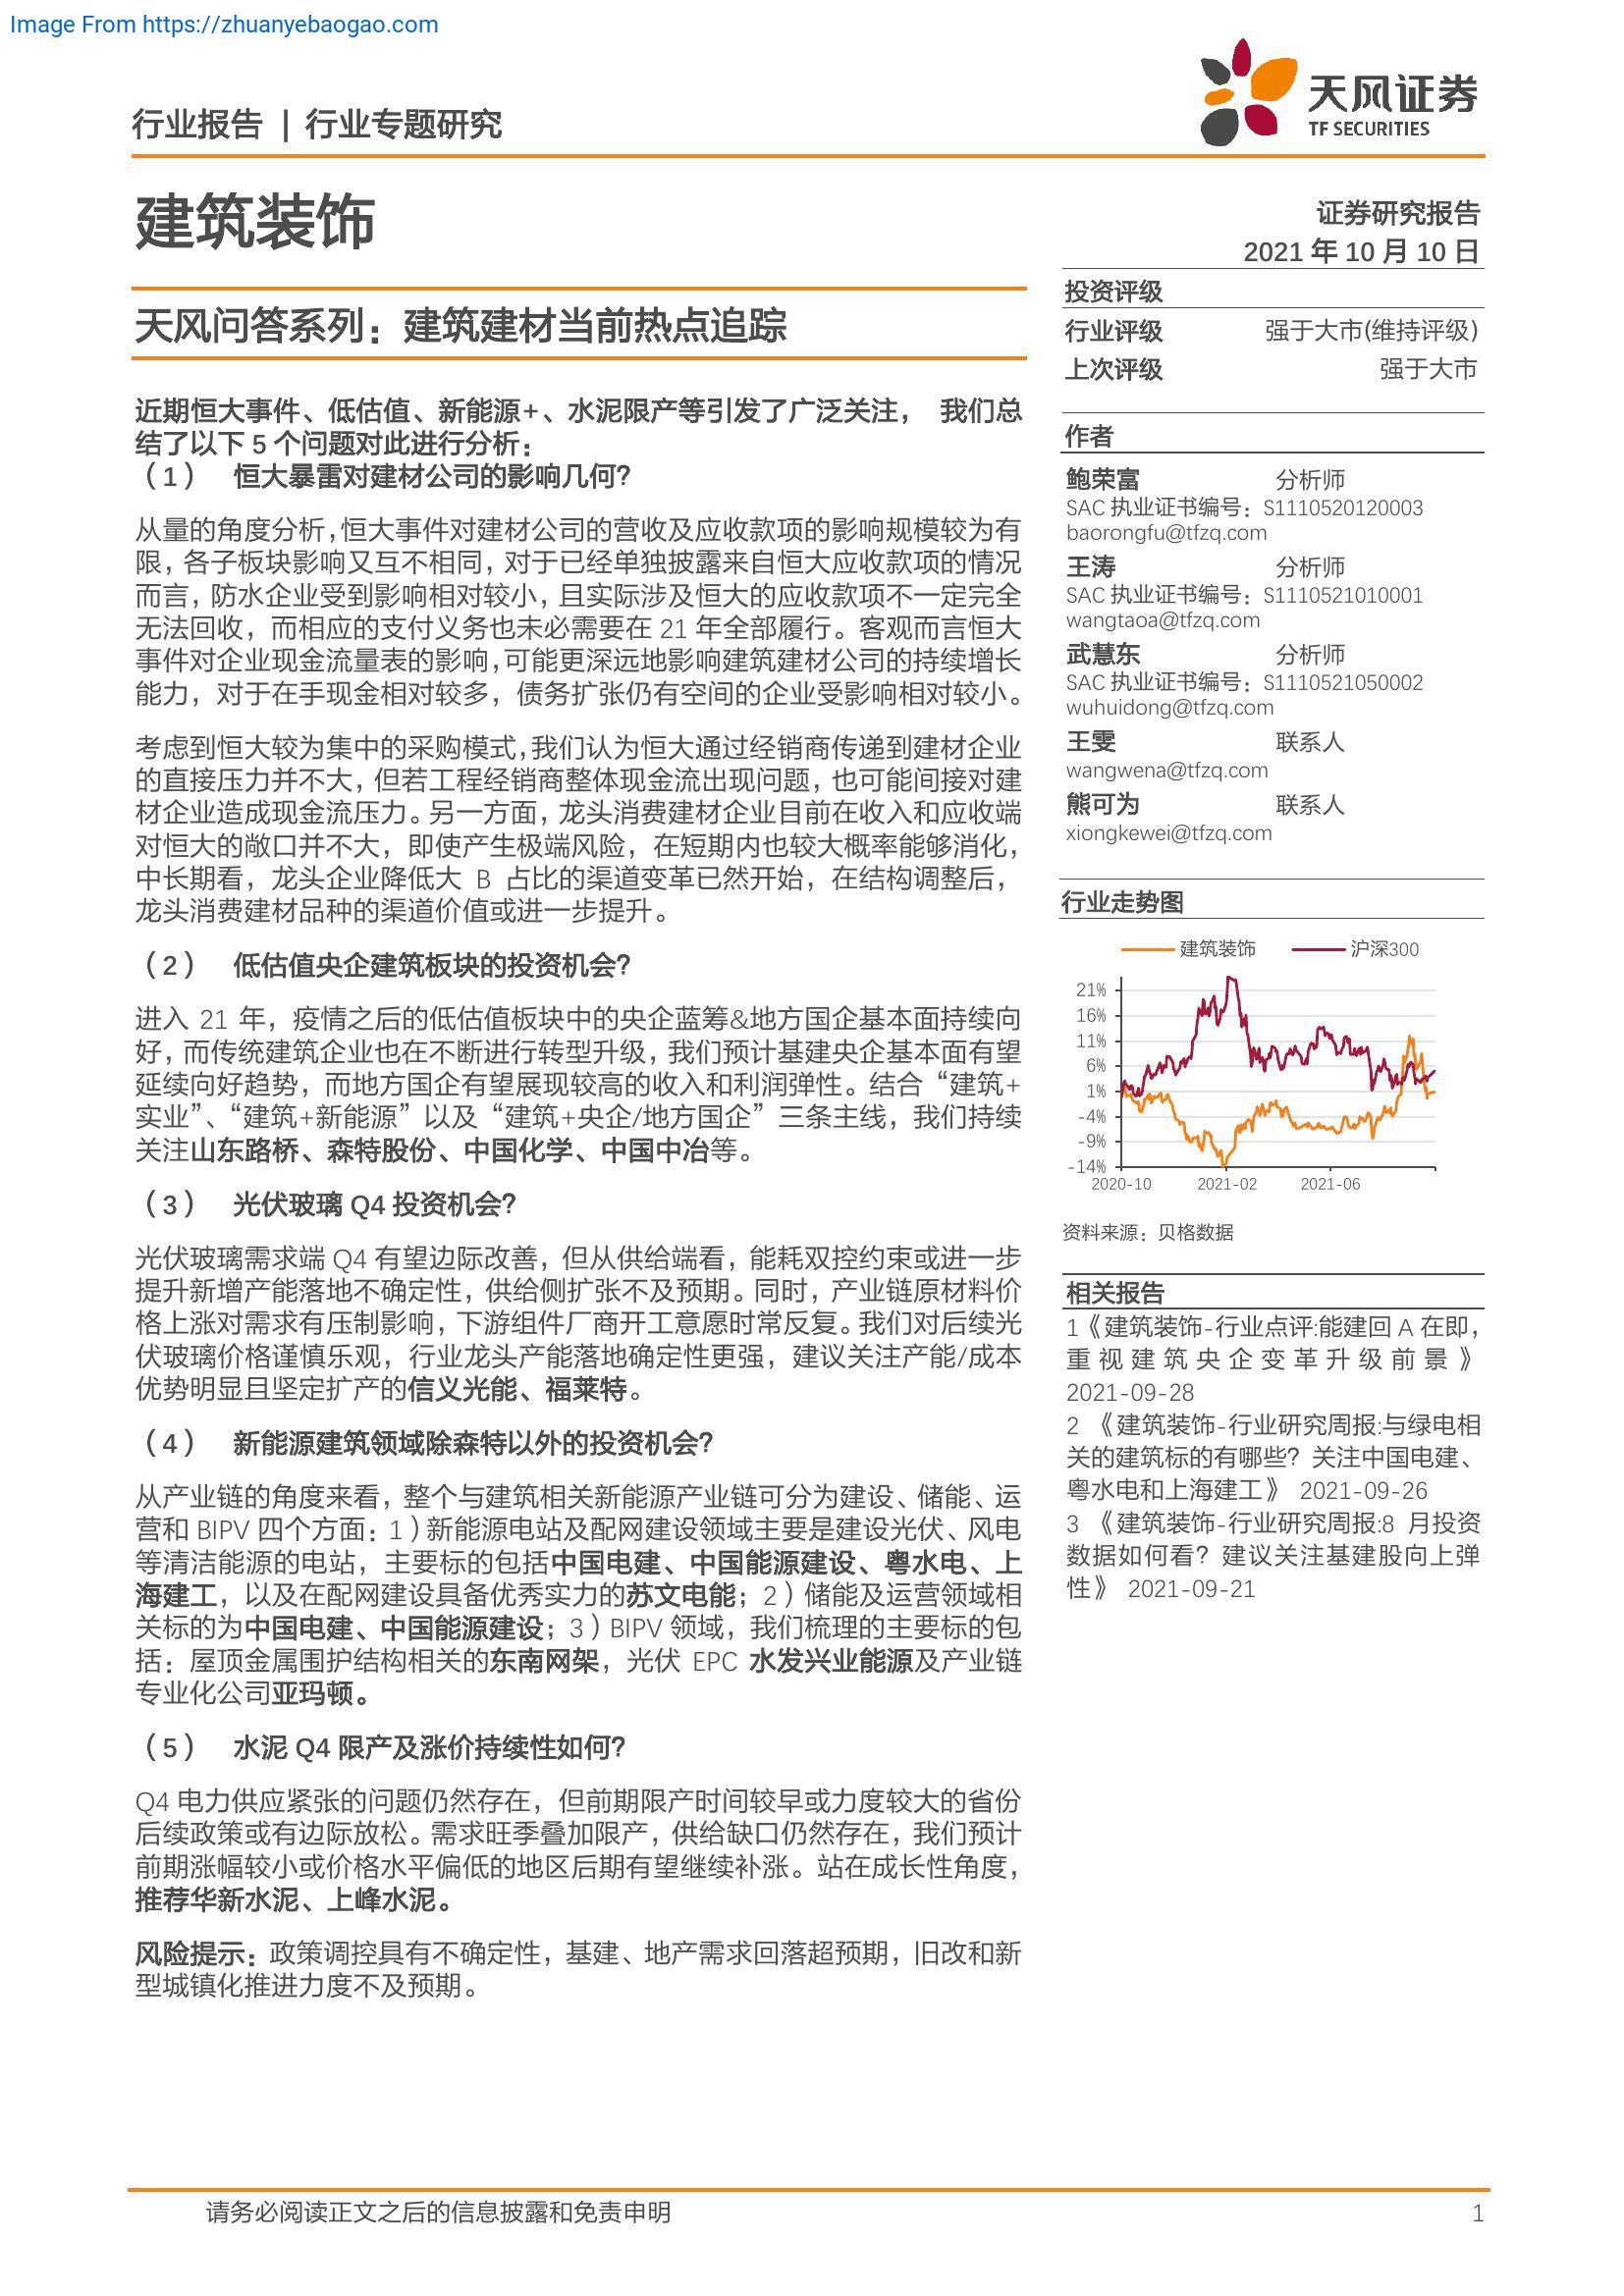 Image From https://zhuanyebaogao.com
行业报告 | 行业专题研究
天风证券
TF SECURITIES
建筑装饰
证券研究报告
2021 年 10 月 10 日
天风问答系列：建筑建材当前热点追踪
近期恒大事件、低估值、新能源+、水泥限产等引发了广泛关注， 我们总
结了以下 5 个问题对此进行分析：
（1） 恒大暴雷对建材公司的影响几何？
从量的角度分析，恒大事件对建材公司的营收及应收款项的影响规模较为有
限，各子板块影响又互不相同，对于已经单独披露来自恒大应收款项的情况
而言，防水企业受到影响相对较小，且实际涉及恒大的应收款项不一定完全
无法回收，而相应的支付义务也未必需要在 21 年全部履行。客观而言恒大
事件对企业现金流量表的影响，可能更深远地影响建筑建材公司的持续增长
能力，对于在手现金相对较多，债务扩张仍有空间的企业受影响相对较小。
考虑到恒大较为集中的采购模式，我们认为恒大通过经销商传递到建材企业
的直接压力并不大，但若工程经销商整体现金流出现问题，也可能间接对建
材企业造成现金流压力。另一方面，龙头消费建材企业目前在收入和应收端
对恒大的敞口并不大，即使产生极端风险，在短期内也较大概率能够消化，
中长期看，龙头企业降低大 B 占比的渠道变革已然开始，在结构调整后，
龙头消费建材品种的渠道价值或进一步提升。
（2） 低估值央企建筑板块的投资机会？
进入 21 年，疫情之后的低估值板块中的央企蓝筹&地方国企基本面持续向
好，而传统建筑企业也在不断进行转型升级，我们预计基建央企基本面有望
延续向好趋势，而地方国企有望展现较高的收入和利润弹性。结合“建筑+
实业”、“建筑+新能源”以及“建筑+央企/地方国企”三条主线，我们持续
关注山东路桥、森特股份、中国化学、中国中冶等。
（3） 光伏玻璃 Q4 投资机会？
光伏玻璃需求端 Q4 有望边际改善，但从供给端看，能耗双控约束或进一步
提升新增产能落地不确定性，供给侧扩张不及预期。同时，产业链原材料价
格上涨对需求有压制影响，下游组件厂商开工意愿时常反复。我们对后续光
伏玻璃价格谨慎乐观，行业龙头产能落地确定性更强，建议关注产能/成本
优势明显且坚定扩产的信义光能、福莱特。
（4） 新能源建筑领域除森特以外的投资机会？
从产业链的角度来看，整个与建筑相关新能源产业链可分为建设、储能、运
营和 BIPV 四个方面：1）新能源电站及配网建设领域主要是建设光伏、风电
等清洁能源的电站，主要标的包括中国电建、中国能源建设、粤水电、上
海建工，以及在配网建设具备优秀实力的苏文电能；2）储能及运营领域相
关标的为中国电建、中国能源建设；3）BIPV 领域，我们梳理的主要标的包
括：屋顶金属围护结构相关的东南网架，光伏 EPC 水发兴业能源及产业链
专业化公司亚玛顿。
（5） 水泥 Q4 限产及涨价持续性如何？
Q4 电力供应紧张的问题仍然存在，但前期限产时间较早或力度较大的省份
后续政策或有边际放松。需求旺季叠加限产，供给缺口仍然存在，我们预计
前期涨幅较小或价格水平偏低的地区后期有望继续补涨。站在成长性角度，
推荐华新水泥、上峰水泥。
风险提示：政策调控具有不确定性，基建、地产需求回落超预期，旧改和新
型城镇化推进力度不及预期。
投资评级
行业评级 强于大市(维持评级)
上次评级 强于大市
作者
鲍荣富 分析师
SAC 执业证书编号：S1110520120003
baorongfu@tfzq.com
王涛 分析师
SAC 执业证书编号：S1110521010001
wangtaoa@tfzq.com
武慧东 分析师
SAC 执业证书编号：S1110521050002
wuhuidong@tfzq.com
王雯 联系人
wangwena@tfzq.com
熊可为 联系人
xiongkewei@tfzq.com
行业走势图
建筑装饰 沪深300
21%
16%
11%
6%
1%
-4%
-9%
-14%
2020-10 2021-02 2021-06
资料来源：贝格数据
相关报告
1《建筑装饰-行业点评:能建回 A 在即，
重视建筑央企变革升级前景》
2021-09-28
2 《建筑装饰-行业研究周报:与绿电相
关的建筑标的有哪些？关注中国电建、
粤水电和上海建工》 2021-09-26
3 《建筑装饰-行业研究周报:8 月投资
数据如何看？建议关注基建股向上弹
性》 2021-09-21
请务必阅读正文之后的信息披露和免责申明 1